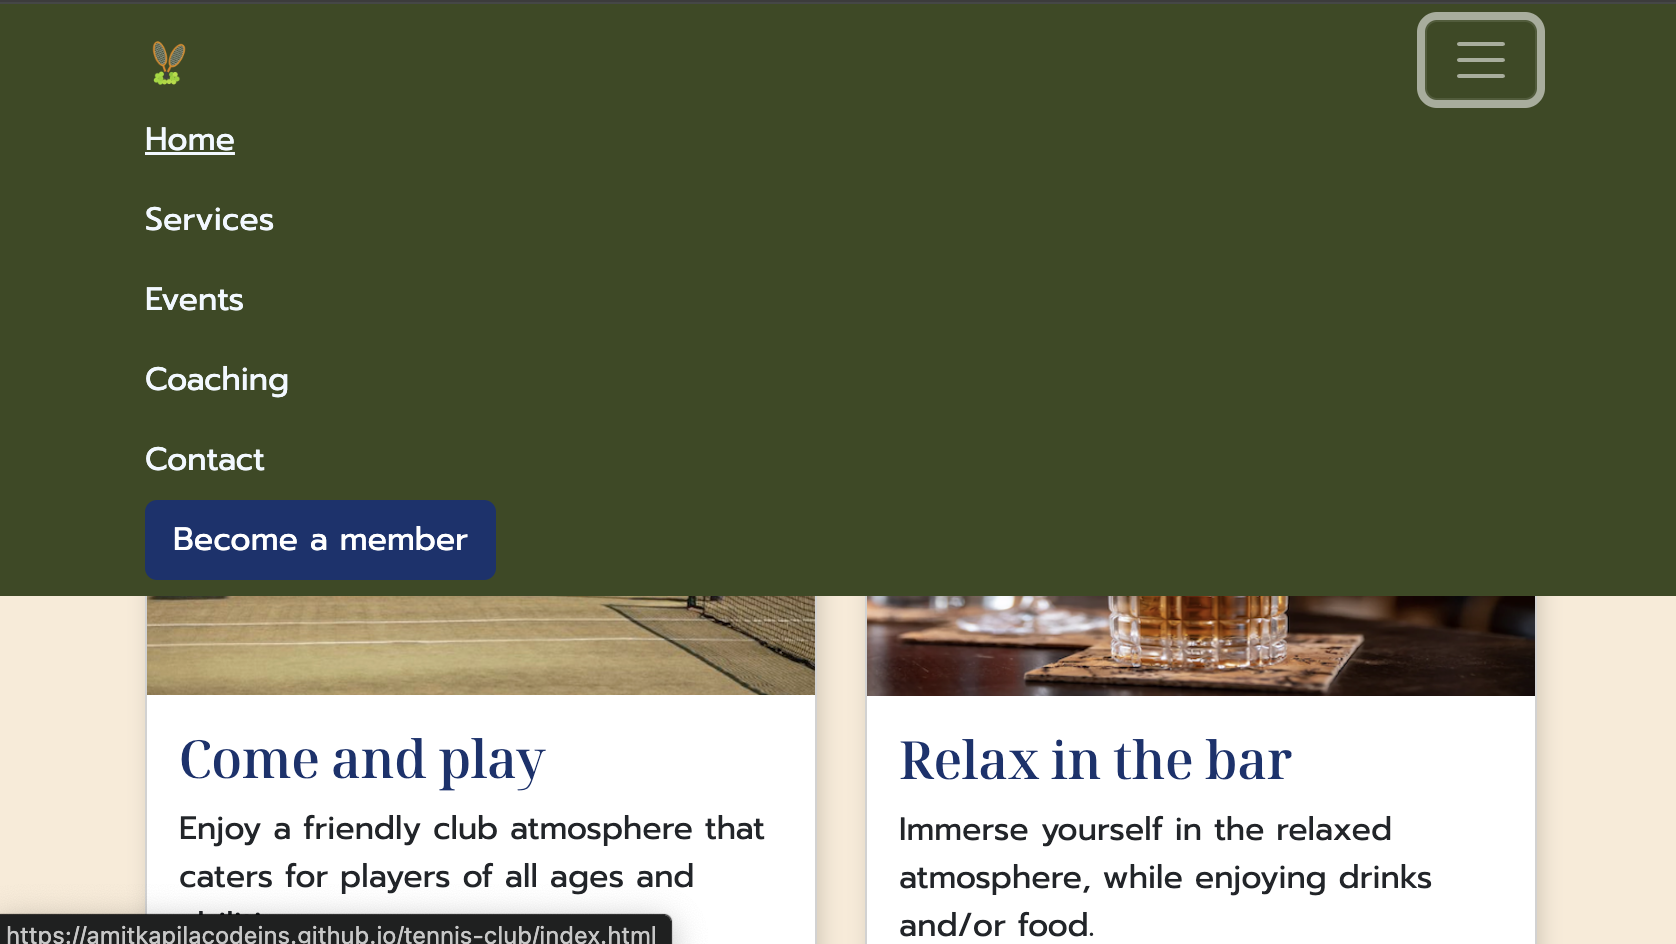 Home
Services
Events
Coaching
Contact
Become a member
Come and play
Enjoy a friendly club atmosphere that
caters for players of all ages and
Relax in the bar
Immerse yourself in the relaxed
atmosphere, while enjoying drinks
and/or food.
https://amitkapilacodeins.github.io/tennis-club/index.html